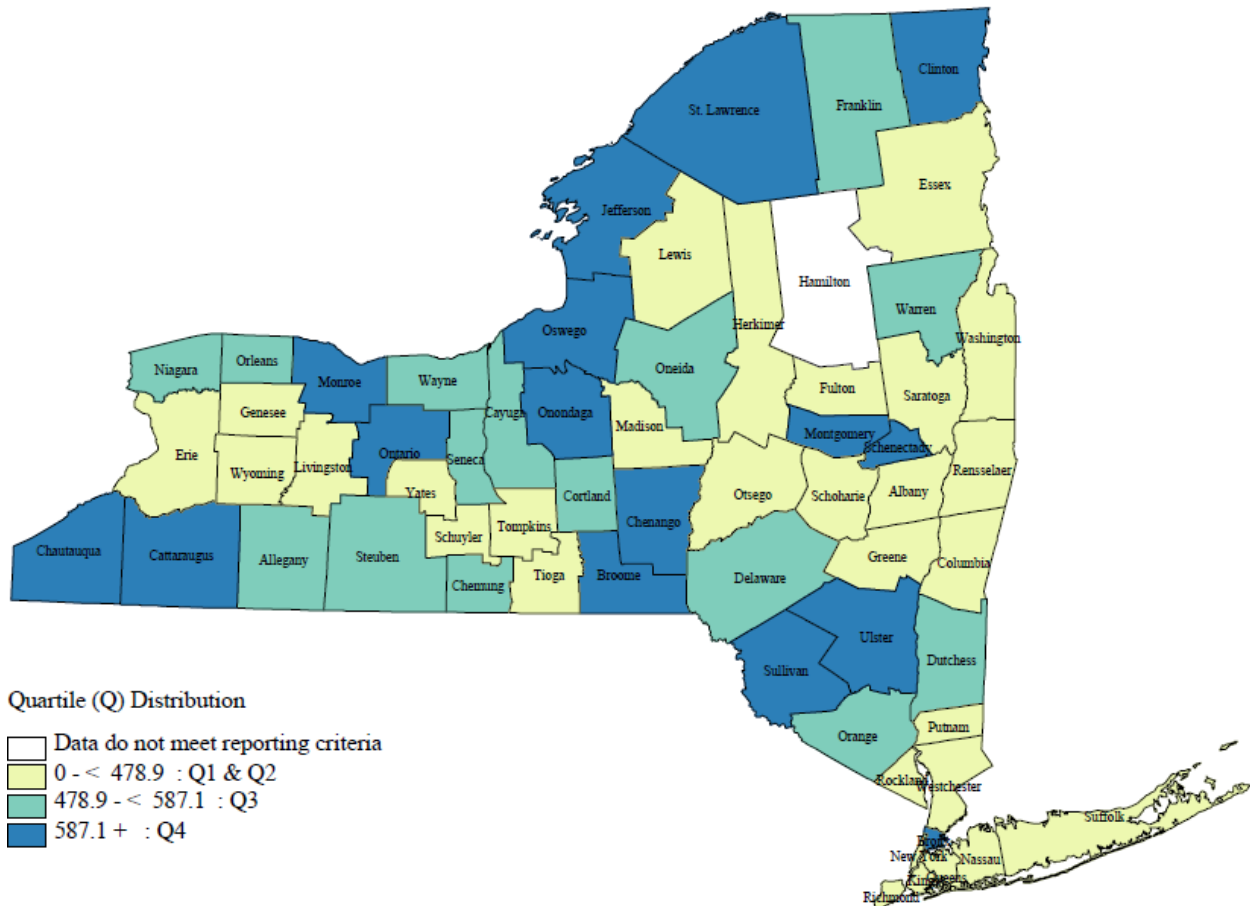 Clinton
St. Lawrence
Franklin
Essex
Jefferson
Lewis
Hamilton
Warren
Herkimer
Oswego
Washington
Oneida
Niagara
Orleans
Monroe
Wayne
Fulton
Saratoga
Cayuga
Onondaga
Genesee
Madison
Montgomery
Schenectady
Erie
Ontario
Seneca
Wyoming
Livingston
Rensselaer
Yates
Cortland
Otsego
Schoharie
Albany
Tompkins
Chenango
Schuyler
Chautauqua
Cattaraugus
Allegany
Steuben
Greene
Columbia
Chemung
Tioga
Broome
Delaware
Ulster
Dutchess
Sullivan
Putnam
Orange
Rockland
Westchester
Suffolk
New York
Nassau
Richmond
Quartile (Q) Distribution
Data do not meet reporting criteria
0 - < 478.9 : Q1 & Q2
478.9 - < 587.1 : Q3
587.1 + : Q4